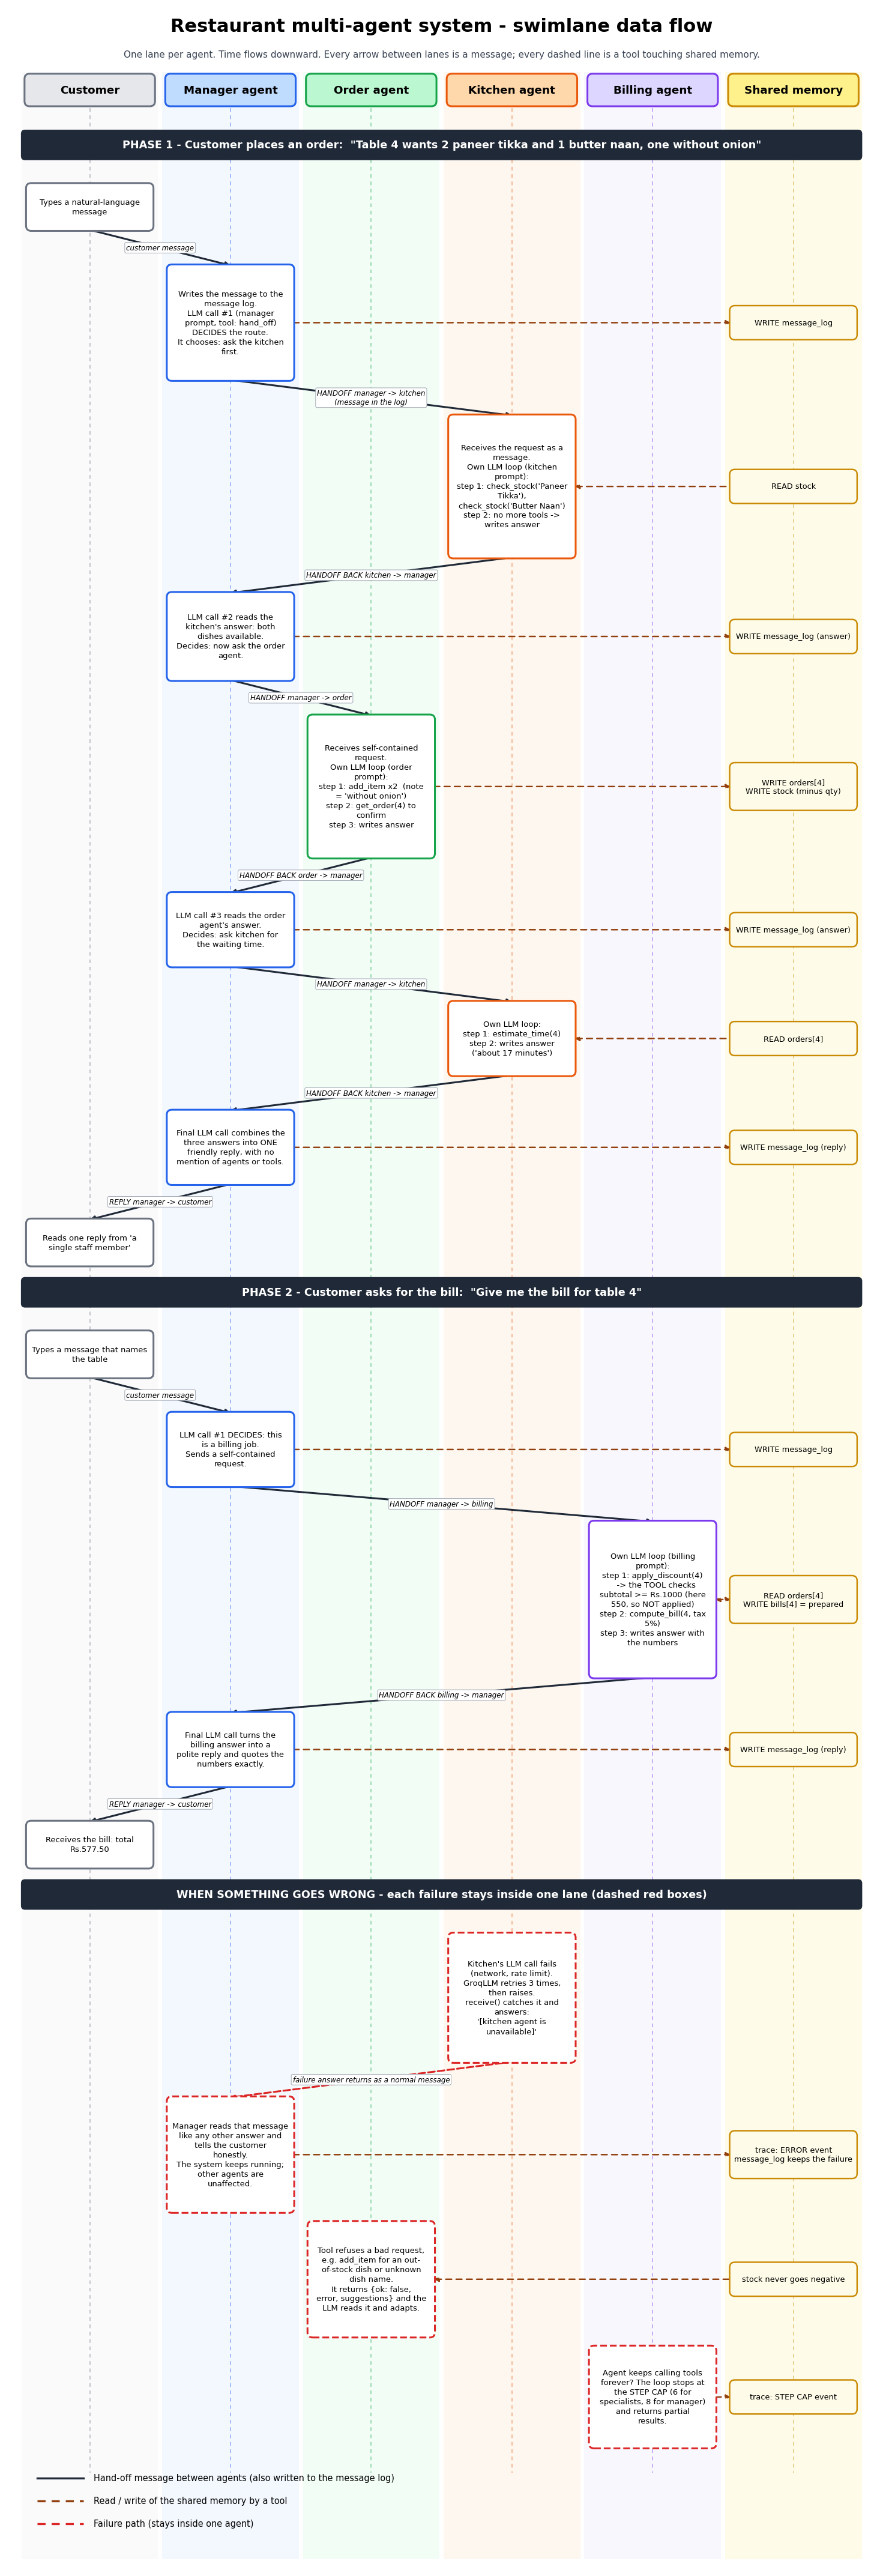 Restaurant multi-agent system - swimlane data flow
One lane per agent. Time flows downward. Every arrow between lanes is a message; every dashed line is a tool touching shared memory.
Customer
Manager agent
Order agent
Kitchen agent
Billing agent
Shared memory
PHASE 1 - Customer places an order:  "Table 4 wants 2 paneer tikka and 1 butter naan, one without onion"
Types a natural-language
message
customer message
Writes the message to the
message log.
LLM call #1 (manager
prompt, tool: hand_off)
DECIDES the route.
It chooses: ask the kitchen
first.
WRITE message_log
HANDOFF manager -> kitchen
(message in the log)
Receives the request as a
message.
Own LLM loop (kitchen
prompt):
step 1: check_stock('Paneer
Tikka'),
check_stock('Butter Naan')
step 2: no more tools ->
writes answer
READ stock
HANDOFF BACK kitchen -> manager
LLM call #2 reads the
kitchen's answer: both
dishes available.
Decides: now ask the order
agent.
WRITE message_log (answer)
HANDOFF manager -> order
Receives self-contained
request.
Own LLM loop (order
prompt):
step 1: add_item x2  (note
= 'without onion')
step 2: get_order(4) to
confirm
step 3: writes answer
WRITE orders[4]
WRITE stock (minus qty)
HANDOFF BACK order -> manager
LLM call #3 reads the order
agent's answer.
Decides: ask kitchen for
the waiting time.
WRITE message_log (answer)
HANDOFF manager -> kitchen
Own LLM loop:
step 1: estimate_time(4)
step 2: writes answer
('about 17 minutes')
READ orders[4]
HANDOFF BACK kitchen -> manager
Final LLM call combines the
three answers into ONE
friendly reply, with no
mention of agents or tools.
WRITE message_log (reply)
REPLY manager -> customer
Reads one reply from 'a
single staff member'
PHASE 2 - Customer asks for the bill:  "Give me the bill for table 4"
Types a message that names
the table
customer message
LLM call #1 DECIDES: this
is a billing job.
Sends a self-contained
request.
WRITE message_log
HANDOFF manager -> billing
Own LLM loop (billing
prompt):
step 1: apply_discount(4)
-> the TOOL checks
subtotal >= Rs.1000 (here
550, so NOT applied)
step 2: compute_bill(4, tax
5%)
step 3: writes answer with
the numbers
READ orders[4]
WRITE bills[4] = prepared
HANDOFF BACK billing -> manager
Final LLM call turns the
billing answer into a
polite reply and quotes the
numbers exactly.
WRITE message_log (reply)
REPLY manager -> customer
Receives the bill: total
Rs.577.50
WHEN SOMETHING GOES WRONG - each failure stays inside one lane (dashed red boxes)
Kitchen's LLM call fails
(network, rate limit).
GroqLLM retries 3 times,
then raises.
receive() catches it and
answers:
'[kitchen agent is
unavailable]'
failure answer returns as a normal message
Manager reads that message
like any other answer and
tells the customer
honestly.
The system keeps running;
other agents are
unaffected.
trace: ERROR event
message_log keeps the failure
Tool refuses a bad request,
e.g. add_item for an out-
of-stock dish or unknown
dish name.
It returns {ok: false,
error, suggestions} and the
LLM reads it and adapts.
stock never goes negative
Agent keeps calling tools
forever? The loop stops at
the STEP CAP (6 for
specialists, 8 for manager)
and returns partial
results.
trace: STEP CAP event
Hand-off message between agents (also written to the message log)
Read / write of the shared memory by a tool
Failure path (stays inside one agent)